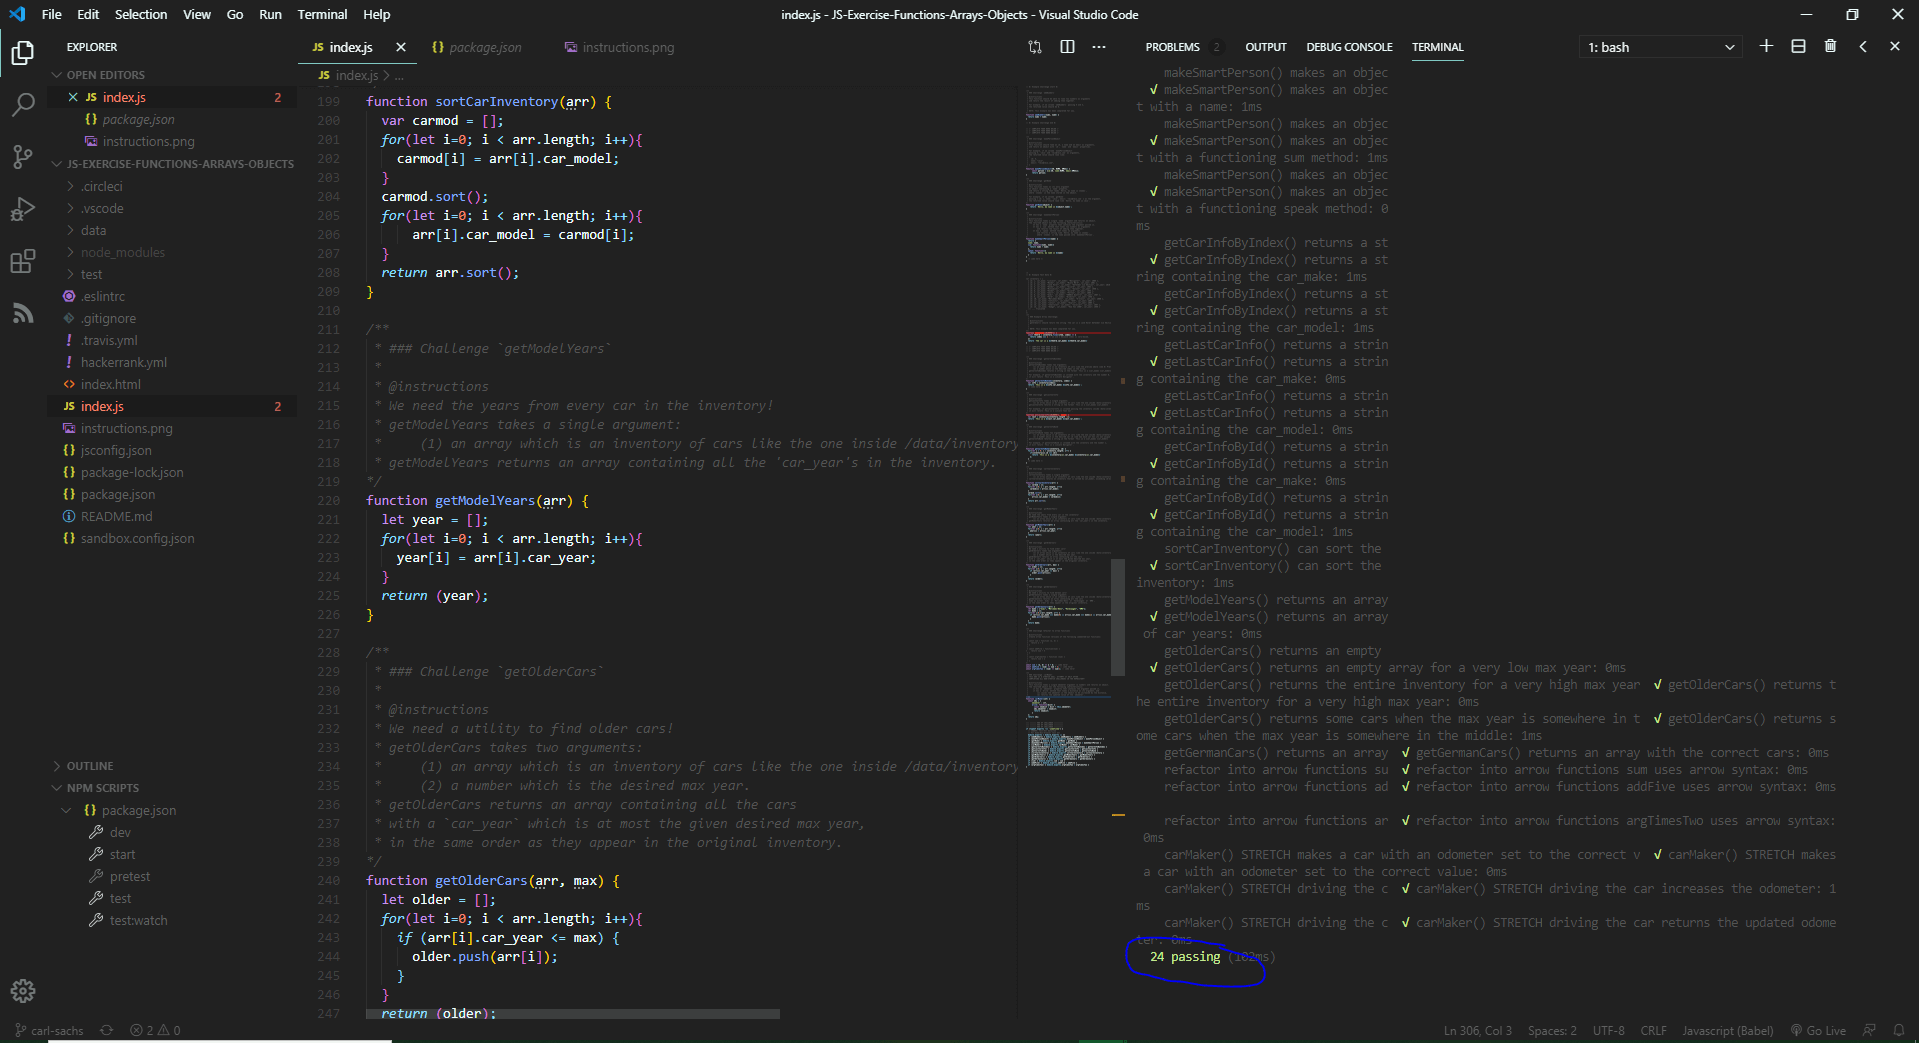 File Edit Selection View Go Run Terminal Help
index.js - JS-Exercise-Functions-Arrays-Objects - Visual Studio Code
EXPLORER
OPEN EDITORS
JS index.js 2
{} package.json
instructions.png
JS-EXERCISE-FUNCTIONS-ARRAYS-OBJECTS
.circleci
.vscode
data
node_modules
test
.eslintrc
.gitignore
! .travis.yml
! hackerrank.yml
<> index.html
JS index.js 2
instructions.png
{} jsconfig.json
{} package-lock.json
{} package.json
README.md
{} sandbox.config.json
OUTLINE
NPM SCRIPTS
{} package.json
dev
start
pretest
test
test:watch
JS index.js
{} package.json
instructions.png
JS index.js > ...
199 function sortCarInventory(arr) {
200 var carmod = [];
201 for(let i=0; i < arr.length; i++){
202 carmod[i] = arr[i].car_model;
203 }
204 carmod.sort();
205 for(let i=0; i < arr.length; i++){
206 arr[i].car_model = carmod[i];
207 }
208 return arr.sort();
209 }
210
211 /**
212 * ### Challenge `getModelYears`
213 *
214 * @instructions
215 * We need the years from every car in the inventory!
216 * getModelYears takes a single argument:
217 * (1) an array which is an inventory of cars like the one inside /data/inventory
218 * getModelYears returns an array containing all the 'car_year's in the inventory.
219 */
220 function getModelYears(arr) {
221 let year = [];
222 for(let i=0; i < arr.length; i++){
223 year[i] = arr[i].car_year;
224 }
225 return (year);
226 }
227
228 /**
229 * ### Challenge `getOlderCars`
230 *
231 * @instructions
232 * We need a utility to find older cars!
233 * getOlderCars takes two arguments:
234 * (1) an array which is an inventory of cars like the one inside /data/inventory
235 * (2) a number which is the desired max year.
236 * getOlderCars returns an array containing all the cars
237 * with a `car_year` which is at most the given desired max year,
238 * in the same order as they appear in the original inventory.
239 */
240 function getOlderCars(arr, max) {
241 let older = [];
242 for(let i=0; i < arr.length; i++){
243 if (arr[i].car_year <= max) {
244 older.push(arr[i]);
245 }
246 }
247 return (older);
PROBLEMS 2 OUTPUT DEBUG CONSOLE TERMINAL 1: bash
makeSmartPerson() makes an objec
√ makeSmartPerson() makes an objec
t with a name: 1ms
makeSmartPerson() makes an objec
√ makeSmartPerson() makes an objec
t with a functioning sum method: 1ms
makeSmartPerson() makes an objec
√ makeSmartPerson() makes an objec
t with a functioning speak method: 0
ms
getCarInfoByIndex() returns a st
√ getCarInfoByIndex() returns a st
ring containing the car_make: 1ms
getCarInfoByIndex() returns a st
√ getCarInfoByIndex() returns a st
ring containing the car_model: 1ms
getLastCarInfo() returns a strin
√ getLastCarInfo() returns a strin
g containing the car_make: 0ms
getLastCarInfo() returns a strin
√ getLastCarInfo() returns a strin
g containing the car_model: 0ms
getCarInfoById() returns a strin
√ getCarInfoById() returns a strin
g containing the car_make: 0ms
getCarInfoById() returns a strin
√ getCarInfoById() returns a strin
g containing the car_model: 1ms
sortCarInventory() can sort the
√ sortCarInventory() can sort the
inventory: 1ms
getModelYears() returns an array
√ getModelYears() returns an array
of car years: 0ms
getOlderCars() returns an empty
√ getOlderCars() returns an empty array for a very low max year: 0ms
getOlderCars() returns the entire inventory for a very high max year √ getOlderCars() returns t
he entire inventory for a very high max year: 0ms
getOlderCars() returns some cars when the max year is somewhere in t √ getOlderCars() returns s
ome cars when the max year is somewhere in the middle: 1ms
getGermanCars() returns an array √ getGermanCars() returns an array with the correct cars: 0ms
refactor into arrow functions su √ refactor into arrow functions sum uses arrow syntax: 0ms
refactor into arrow functions ad √ refactor into arrow functions addFive uses arrow syntax: 0ms
refactor into arrow functions ar √ refactor into arrow functions argTimesTwo uses arrow syntax:
0ms
carMaker() STRETCH makes a car with an odometer set to the correct v √ carMaker() STRETCH makes
a car with an odometer set to the correct value: 0ms
carMaker() STRETCH driving the c √ carMaker() STRETCH driving the car increases the odometer: 1
ms
carMaker() STRETCH driving the c √ carMaker() STRETCH driving the car returns the updated odome
ter: 0ms
24 passing (102ms)
carl-sachs 2 0
Ln 306, Col 3 Spaces: 2 UTF-8 CRLF Javascript (Babel) Go Live